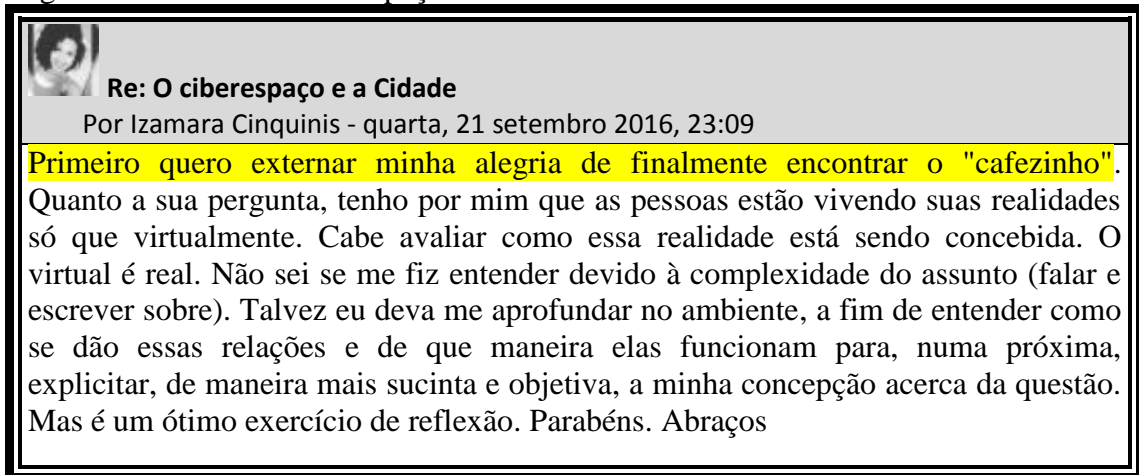 Re: O ciberespaço e a Cidade
Por Izamara Cinquinis - quarta, 21 setembro 2016, 23:09
Primeiro quero externar minha alegria de finalmente encontrar o "cafezinho".
Quanto a sua pergunta, tenho por mim que as pessoas estão vivendo suas realidades
só que virtualmente. Cabe avaliar como essa realidade está sendo concebida. O
virtual é real. Não sei se me fiz entender devido à complexidade do assunto (falar e
escrever sobre). Talvez eu deva me aprofundar no ambiente, a fim de entender como
se dão essas relações e de que maneira elas funcionam para, numa próxima,
explicitar, de maneira mais sucinta e objetiva, a minha concepção acerca da questão.
Mas é um ótimo exercício de reflexão. Parabéns. Abraços